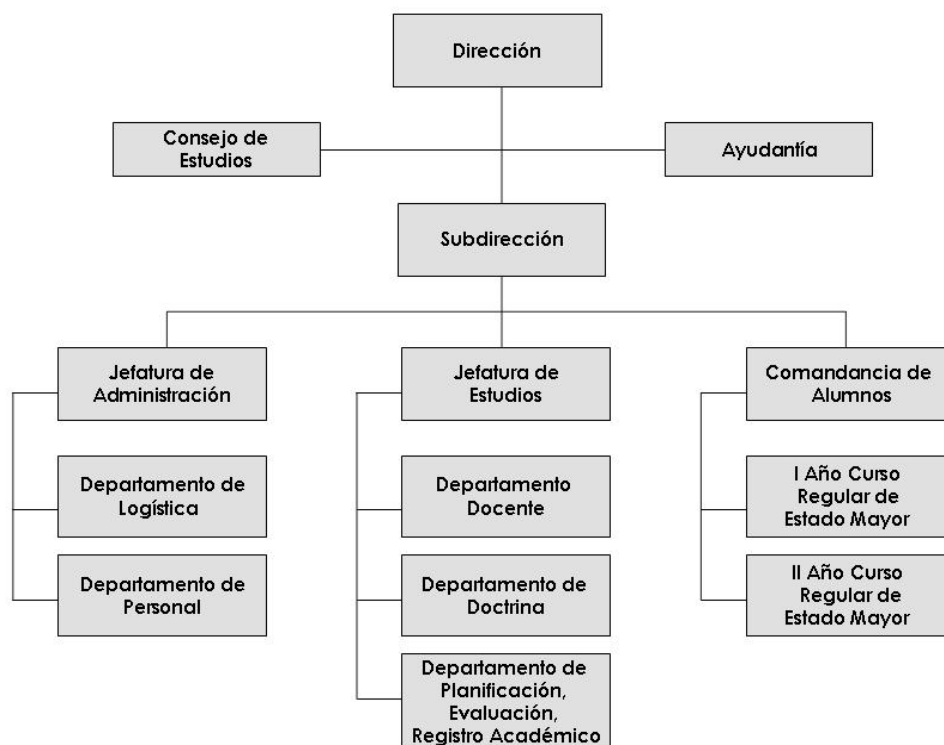 Dirección
Consejo de
Estudios
Ayudantía
Subdirección
Jefatura de
Administración
Jefatura de
Estudios
Comandancia de
Alumnos
Departamento de
Logística
Departamento
Docente
I Año Curso
Regular de
Estado Mayor
Departamento de
Personal
Departamento de
Doctrina
II Año Curso
Regular de
Estado Mayor
Departamento de
Planificación,
Evaluación,
Registro Académico